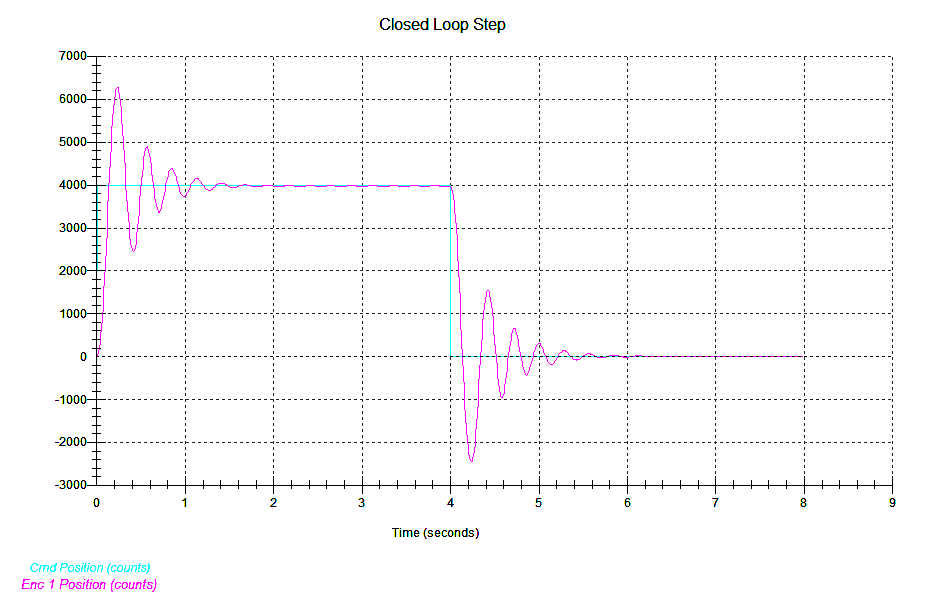 Closed Loop Step
7000
6000
5000
4000
3000
2000
1000
0
-1000
-2000
-3000
0 1 2 3 4 5 6 7 8 9
Time (seconds)
Cmd Position (counts)
Enc 1 Position (counts)